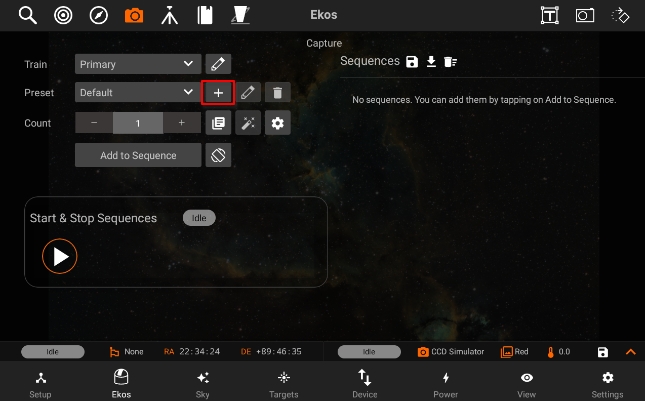 Ekos
Capture
Train Primary
Preset Default
Count − 1 +
Add to Sequence
Sequences
No sequences. You can add them by tapping on Add to Sequence.
Start & Stop Sequences Idle
Idle None RA 22:34:24 DE +89:46:35 Idle CCD Simulator Red 0.0
Setup Ekos Sky Targets Device Power View Settings